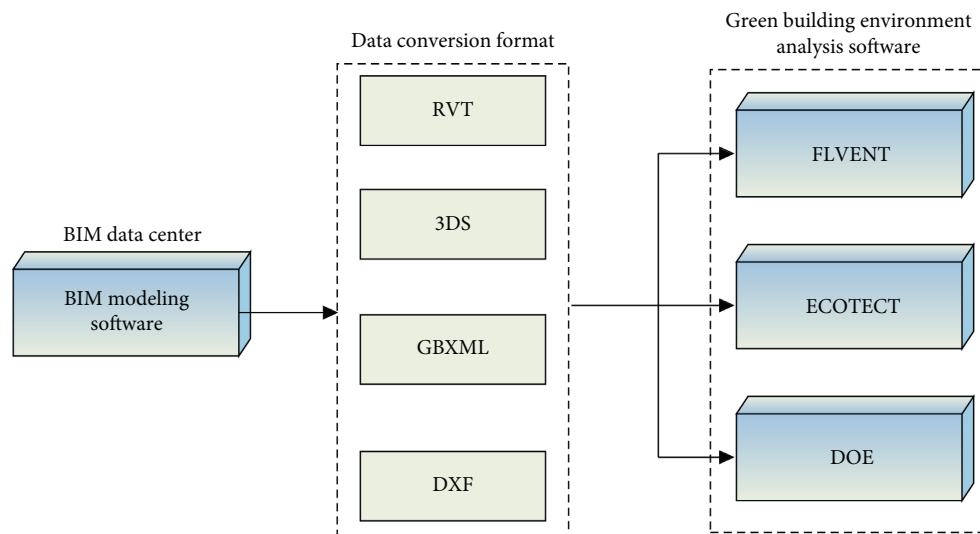 Data conversion format
RVT
3DS
GBXML
DXF
BIM data center
BIM modeling
software
Green building environment
analysis software
FLVENT
ECOTECT
DOE